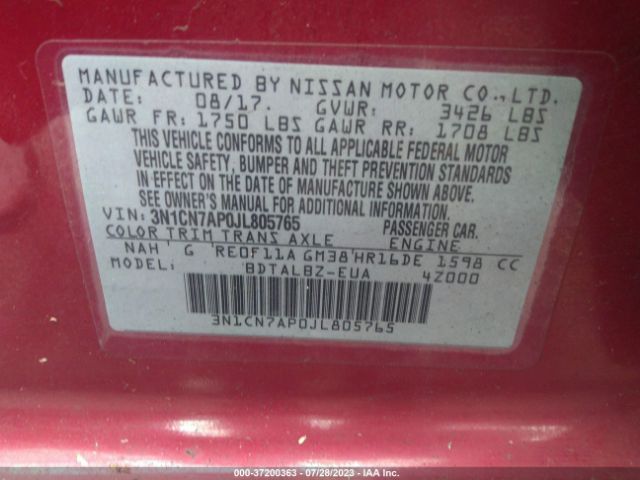 MANUFACTURED BY NISSAN MOTOR CO.,LTD.
DATE: 08/17. GVWR: 3426 LBS
GAWR FR: 1750 LBS GAWR RR: 1708 LBS
THIS VEHICLE CONFORMS TO ALL APPLICABLE FEDERAL MOTOR
VEHICLE SAFETY, BUMPER AND THEFT PREVENTION STANDARDS
IN EFFECT ON THE DATE OF MANUFACTURE SHOWN ABOVE.
SEE OWNER'S MANUAL FOR ADDITIONAL INFORMATION.
VIN: 3N1CN7AP0JL805765 PASSENGER CAR.
COLOR TRIM TRANS AXLE ENGINE
NAH G RE0F11A GM38 HR16DE 1598 CC
MODEL: BDTALBZ-EUA 4Z000
3N1CN7AP0JL805765
000-37200363 - 07/28/2023 - IAA Inc.